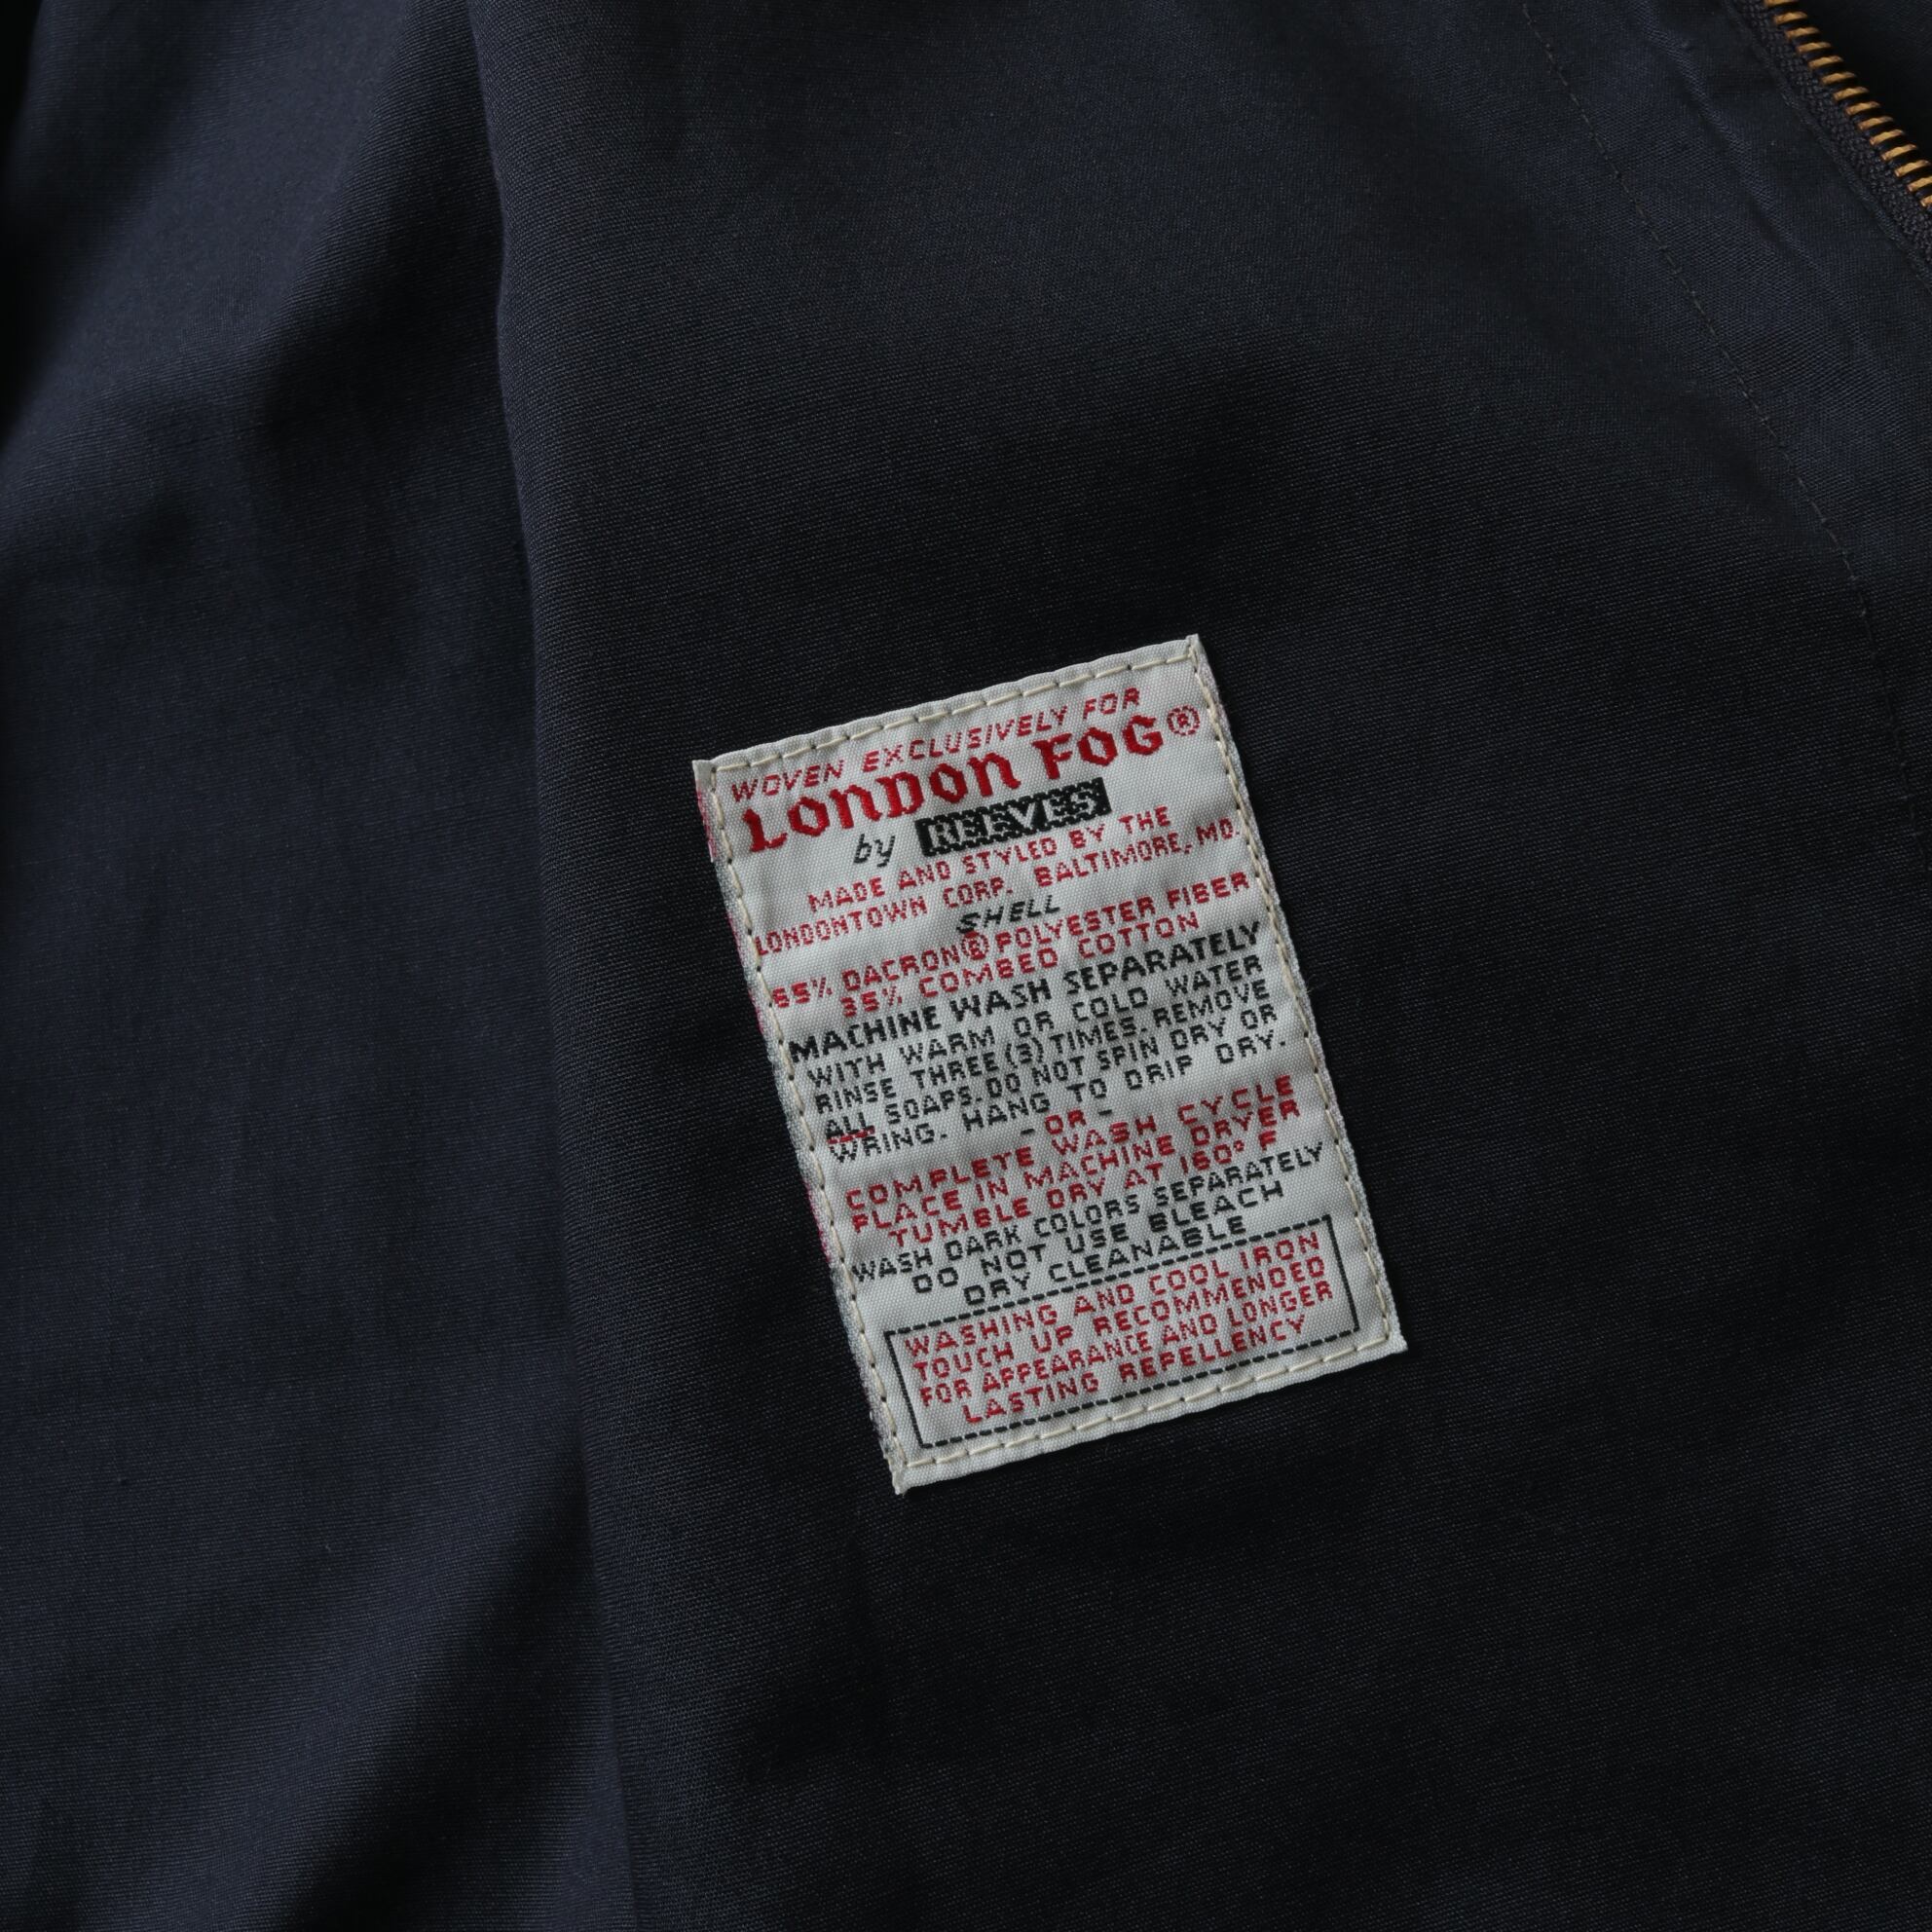 WOVEN EXCLUSIVELY FOR
LONDON FOG®
by REEVES
MADE AND STYLED BY THE
LONDONTOWN CORP. BALTIMORE, MD.
SHELL
65% DACRON® POLYESTER FIBER
35% COMBED COTTON
MACHINE WASH SEPARATELY
WITH WARM OR COLD WATER
RINSE THREE (3) TIMES. REMOVE
ALL SOAPS. DO NOT SPIN DRY OR
WRING. HANG TO DRIP DRY.
- OR -
COMPLETE WASH CYCLE
PLACE IN MACHINE DRYER
TUMBLE DRY AT 160° F
WASH DARK COLORS SEPARATELY
DO NOT USE BLEACH
DRY CLEANABLE
WASHING AND COOL IRON
TOUCH UP RECOMMENDED
FOR APPEARANCE AND LONGER
LASTING REPELLENCY